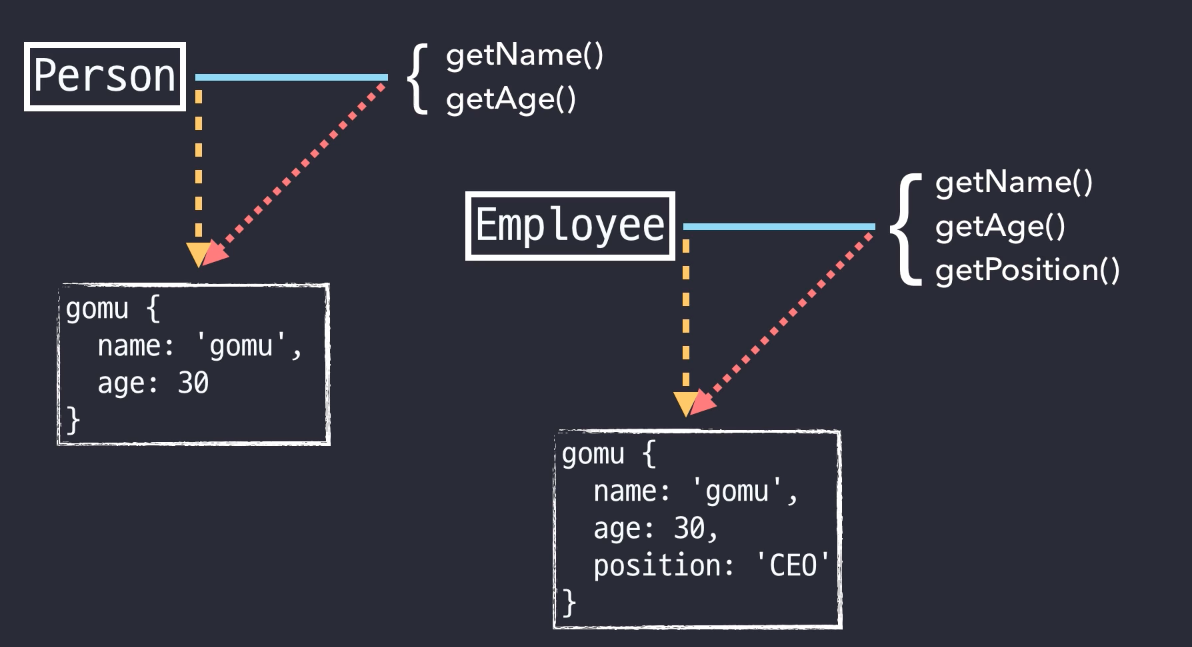 Person
{ getName()
getAge()
gomu {
  name: 'gomu',
  age: 30
}
Employee
{ getName()
getAge()
getPosition()
gomu {
  name: 'gomu',
  age: 30,
  position: 'CEO'
}